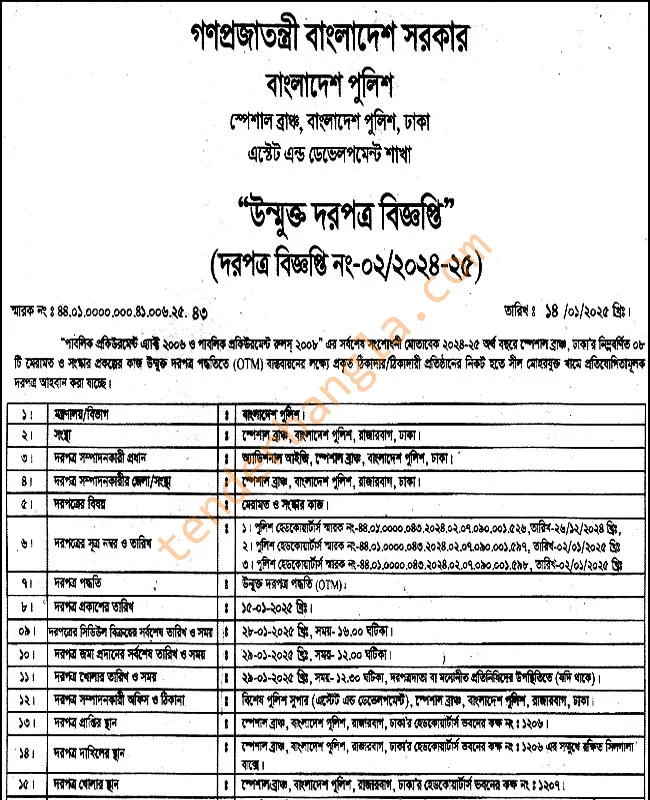 গণপ্রজাতন্ত্রী বাংলাদেশ সরকার
বাংলাদেশ পুলিশ
স্পেশাল ব্রাঞ্চ, বাংলাদেশ পুলিশ, ঢাকা
এস্টেট এন্ড ডেভেলপমেন্ট শাখা
“উন্মুক্ত দরপত্র বিজ্ঞপ্তি”
(দরপত্র বিজ্ঞপ্তি নং-০২/২০২৪-২৫)
স্মারক নং ঃ ৪৪.০১.০০০০.০০০.৪১.০০৬.২৫. ৪৩ তারিখ ঃ ১৪ /০১/২০২৫ খ্রিঃ।
“পাবলিক প্রকিউরমেন্ট এ্যাক্ট ২০০৬ ও পাবলিক প্রকিউরমেন্ট রুলস্ ২০০৮” এর সর্বশেষ সংশোধনী মোতাবেক ২০২৪-২৫ অর্থ বছরে স্পেশাল ব্রাঞ্চ, ঢাকা'র নিম্নবর্ণিত ০৮
টি মেরামত ও সংস্কার প্রকল্পের কাজ উন্মুক্ত দরপত্র পদ্ধতিতে (OTM) বাস্তবায়নের লক্ষ্যে প্রকৃত ঠিকাদার/ঠিকাদারী প্রতিষ্ঠানের নিকট হতে সীল মোহরযুক্ত খামে প্রতিযোগিতামূলক
দরপত্র আহবান করা যাচ্ছে।
১। মন্ত্রণালয়/বিভাগ ঃ বাংলাদেশ পুলিশ।
২। সংস্থা ঃ স্পেশাল ব্রাঞ্চ, বাংলাদেশ পুলিশ, রাজারবাগ, ঢাকা।
৩। দরপত্র সম্পাদনকারী প্রধান ঃ অ্যাডিশনাল আইজি, স্পেশাল ব্রাঞ্চ, বাংলাদেশ পুলিশ, ঢাকা।
৪। দরপত্র সম্পাদনকারীর জেলা/সংস্থা ঃ স্পেশাল ব্রাঞ্চ, বাংলাদেশ পুলিশ, রাজারবাগ, ঢাকা।
৫। দরপত্রের বিষয় ঃ মেরামত ও সংস্কার কাজ।
৬। দরপত্রের সূত্র নম্বর ও তারিখ ঃ ১। পুলিশ হেডকোয়ার্টার্স স্মারক নং-৪৪.০১.০০০০.০৪৩.২০২৪.০২.০৭.০৯০.০০১.৫২৬, তারিখ-২৬/১২/২০২৪ খ্রিঃ,
২। পুলিশ হেডকোয়ার্টার্স স্মারক নং-৪৪.০১.০০০০.০৪৩.২০২৪.০২.০৭.০৯০.০০১.৫৯৭, তারিখ-০২/০১/২০২৫ খ্রিঃ
৩। পুলিশ হেডকোয়ার্টার্স স্মারক নং-৪৪.০১.০০০০.০৪৩.২০২৪.০২.০৭.০৯০.০০১.৫৯৮, তারিখ-০২/০১/২০২৫ খ্রিঃ
৭। দরপত্র পদ্ধতি ঃ উন্মুক্ত দরপত্র পদ্ধতি (OTM)।
৮। দরপত্র প্রকাশের তারিখ ঃ ১৫-০১-২০২৫ খ্রিঃ।
০৯। দরপত্রের সিডিউল বিক্রয়ের সর্বশেষ তারিখ ও সময় ঃ ২৮-০১-২০২৫ খ্রিঃ, সময়- ১৬.০০ ঘটিকা।
১০। দরপত্র জমা প্রদানের সর্বশেষ তারিখ ও সময় ঃ ২৯-০১-২০২৫ খ্রিঃ, সময়- ১২.০০ ঘটিকা।
১১। দরপত্র খোলার তারিখ ও সময় ঃ ২৯-০১-২০২৫ খ্রিঃ, সময়- ১২.৩০ ঘটিকা, দরপত্রদাতা বা মনোনীত প্রতিনিধিদের উপস্থিতিতে (যদি থাকে)।
১২। দরপত্র সম্পাদনকারী অফিস ও ঠিকানা ঃ বিশেষ পুলিশ সুপার (এস্টেট এন্ড ডেভেলপমেন্ট), স্পেশাল ব্রাঞ্চ, বাংলাদেশ পুলিশ, রাজারবাগ, ঢাকা।
১৩। দরপত্র প্রাপ্তির স্থান ঃ স্পেশাল ব্রাঞ্চ, বাংলাদেশ পুলিশ, রাজারবাগ, ঢাকা'র হেডকোয়ার্টার্স ভবনের কক্ষ নং ঃ ১২০৬।
১৪। দরপত্র দাখিলের স্থান ঃ স্পেশাল ব্রাঞ্চ, বাংলাদেশ পুলিশ, রাজারবাগ, ঢাকা'র হেডকোয়ার্টার্স ভবনের কক্ষ নং ঃ ১২০৬ এর সম্মুখে রক্ষিত সিলগালা
বাক্সে।
১৫। দরপত্র খোলার স্থান ঃ স্পেশাল ব্রাঞ্চ, বাংলাদেশ পুলিশ, রাজারবাগ, ঢাকা'র হেডকোয়ার্টার্স ভবনের কক্ষ নং ঃ ১২০৭।
tenderbangla.com